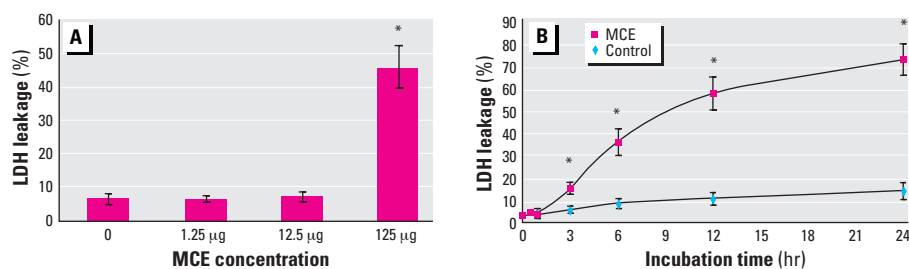 A
LDH leakage (%)
60
50
40
30
20
10
0
*
0 1.25 µg 12.5 µg 125 µg
MCE concentration
B
MCE
Control
LDH leakage (%)
90
80
70
60
50
40
30
20
10
0
* * * *
0 3 6 9 12 15 18 21 24
Incubation time (hr)